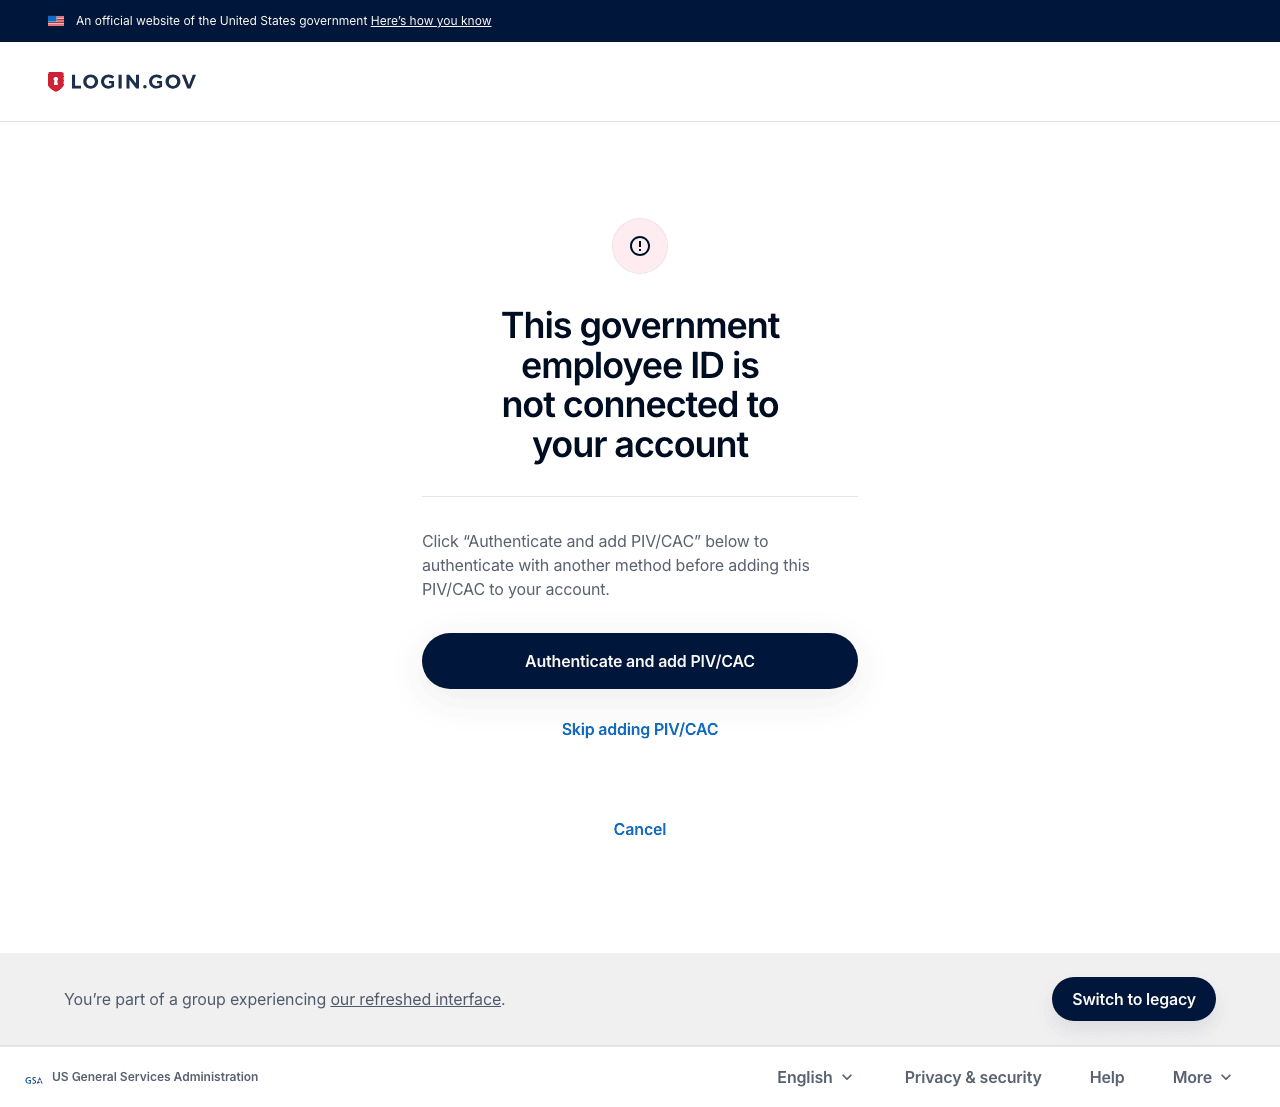 An official website of the United States government Here’s how you know
LOGIN.GOV
This government
employee ID is
not connected to
your account
Click “Authenticate and add PIV/CAC” below to
authenticate with another method before adding this
PIV/CAC to your account.
Authenticate and add PIV/CAC
Skip adding PIV/CAC
Cancel
You’re part of a group experiencing our refreshed interface.
Switch to legacy
GSA US General Services Administration
English
Privacy & security
Help
More